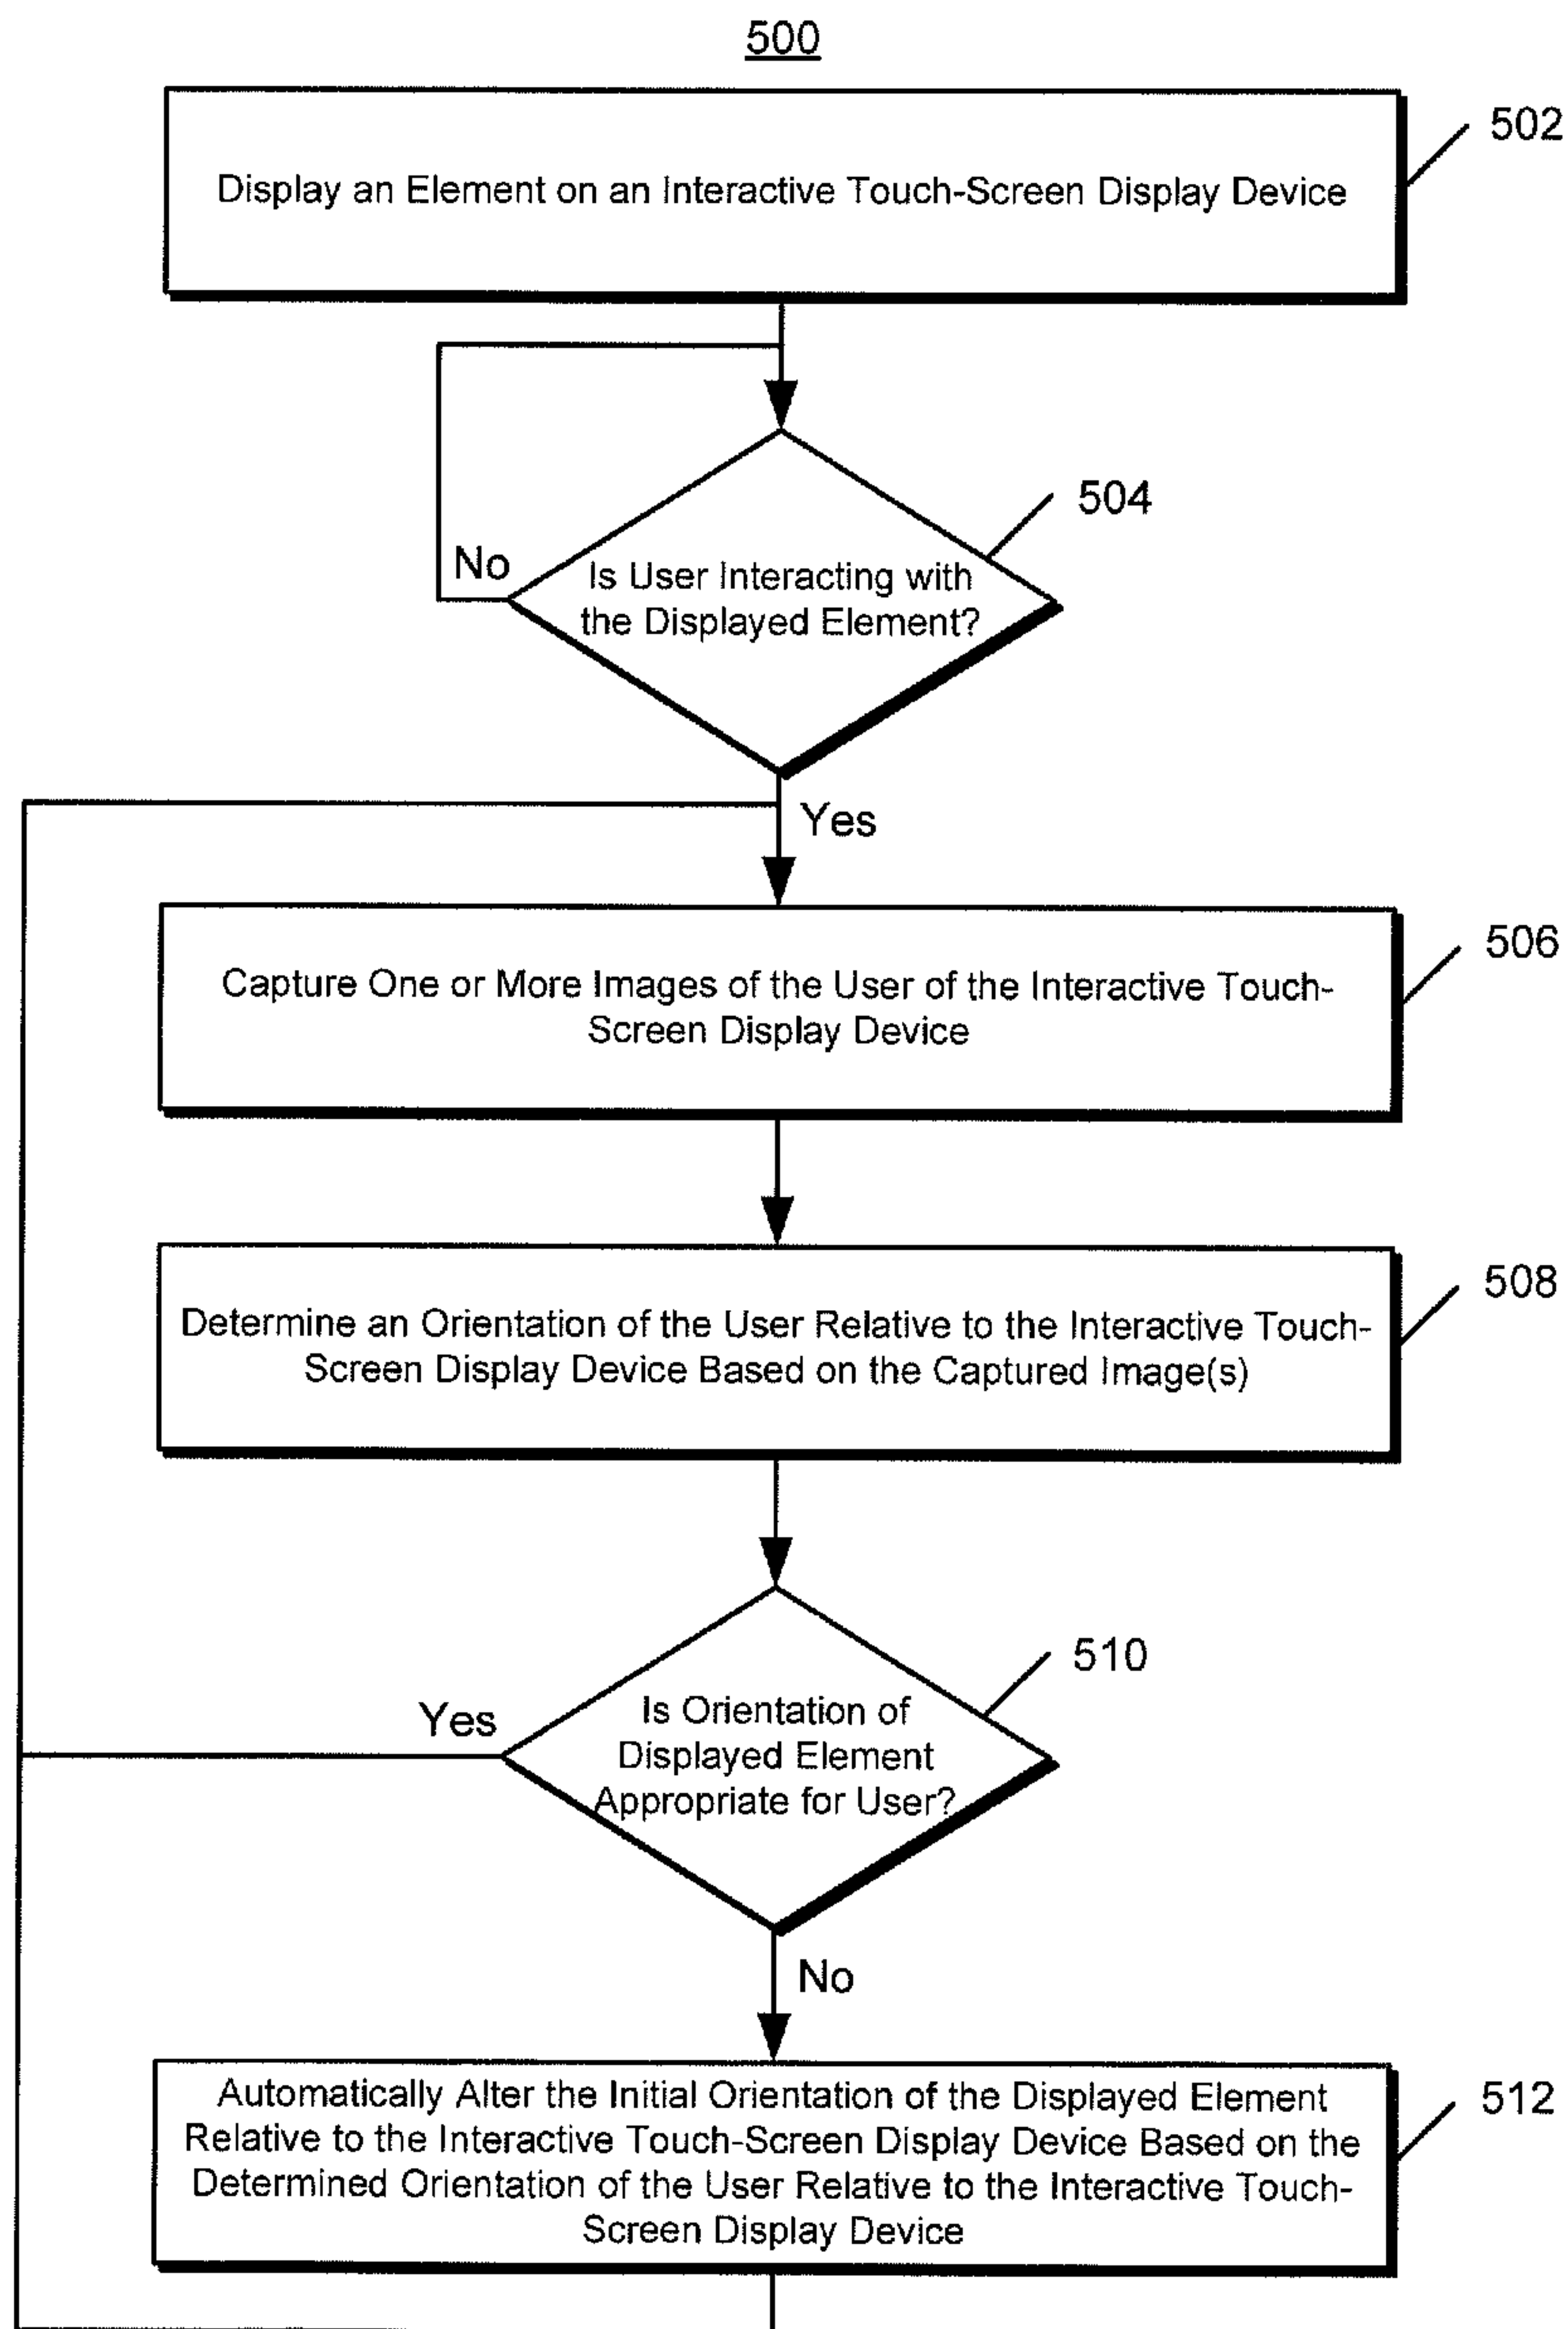 500
Display an Element on an Interactive Touch-Screen Display Device
502
504
No
Is User Interacting with
the Displayed Element?
Yes
Capture One or More Images of the User of the Interactive Touch-
Screen Display Device
506
Determine an Orientation of the User Relative to the Interactive Touch-
Screen Display Device Based on the Captured Image(s)
508
510
Yes
Is Orientation of
Displayed Element
Appropriate for User?
No
Automatically Alter the Initial Orientation of the Displayed Element
Relative to the Interactive Touch-Screen Display Device Based on the
Determined Orientation of the User Relative to the Interactive Touch-
Screen Display Device
512